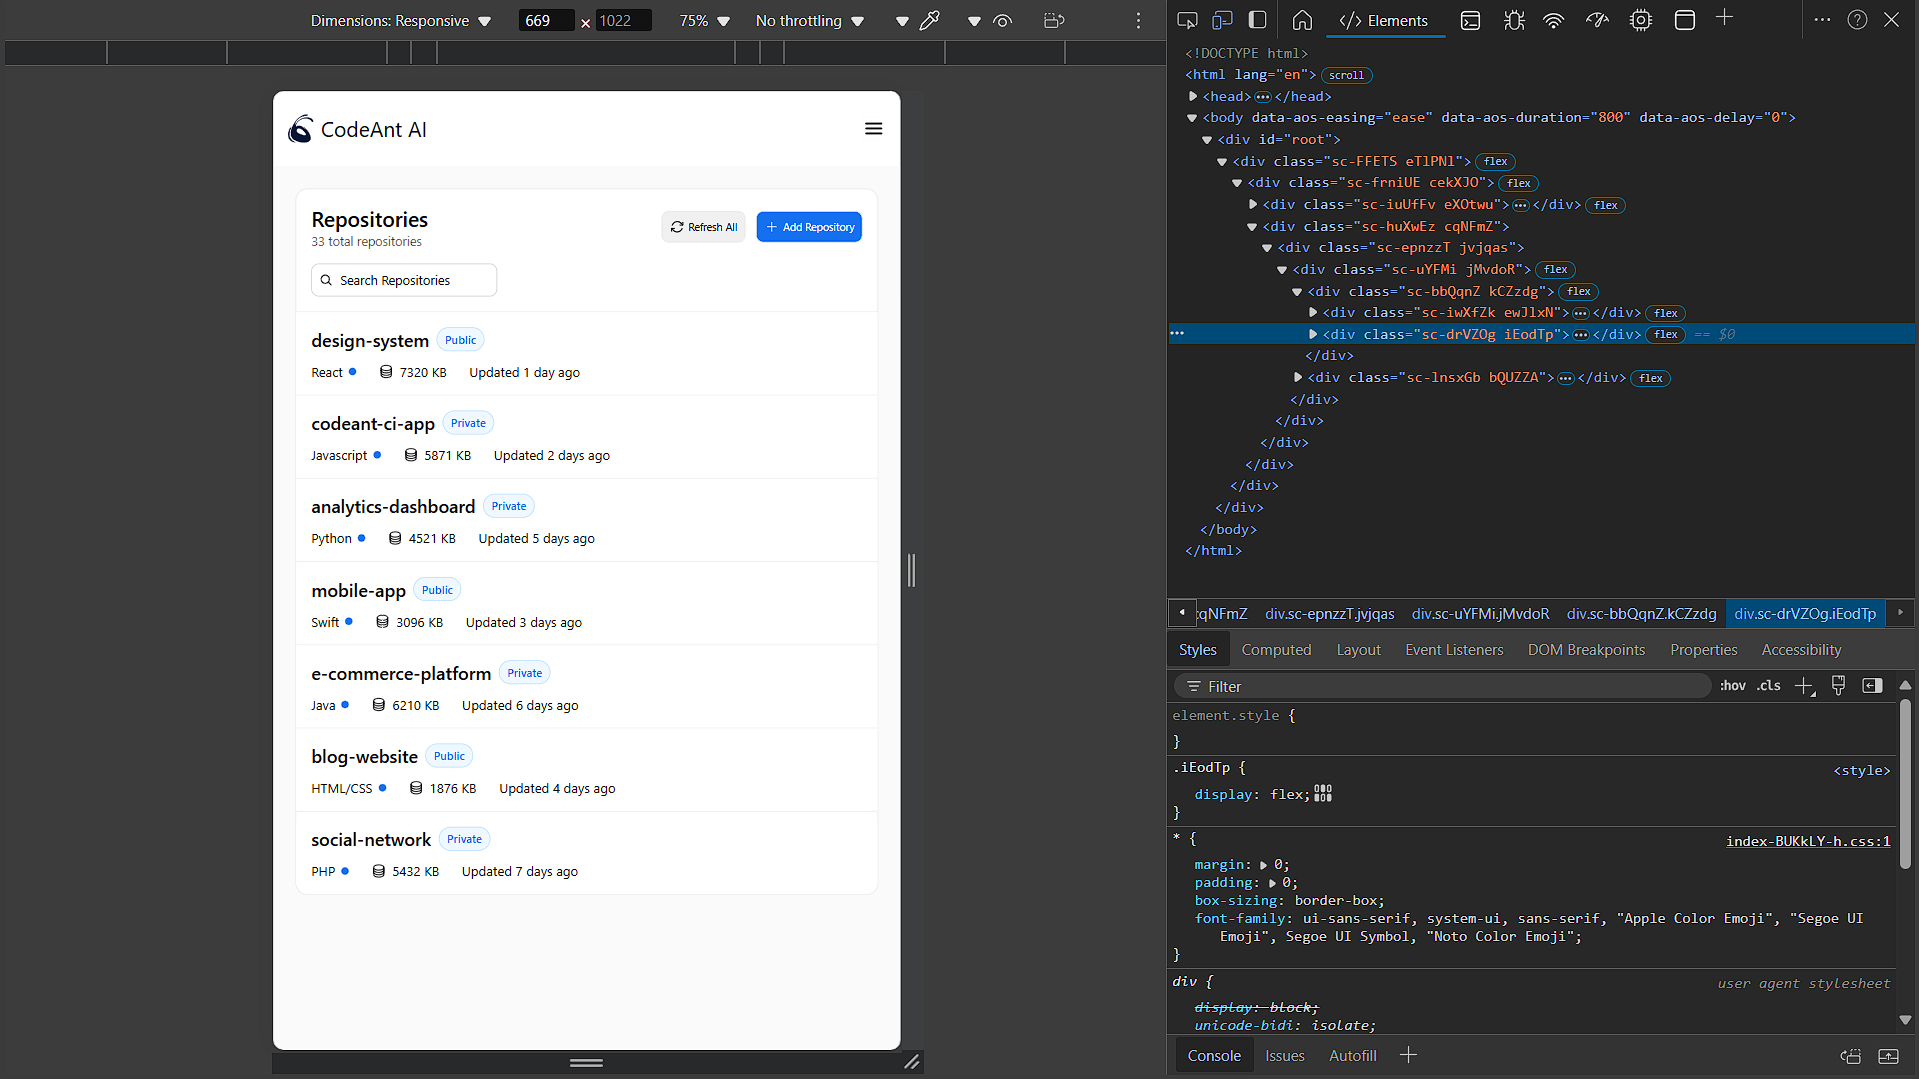 Dimensions: Responsive 669 × 1022 75% No throttling
CodeAnt AI
Repositories
33 total repositories
Refresh All
Add Repository
Search Repositories
design-system Public
React 7320 KB Updated 1 day ago
codeant-ci-app Private
Javascript 5871 KB Updated 2 days ago
analytics-dashboard Private
Python 4521 KB Updated 5 days ago
mobile-app Public
Swift 3096 KB Updated 3 days ago
e-commerce-platform Private
Java 6210 KB Updated 6 days ago
blog-website Public
HTML/CSS 1876 KB Updated 4 days ago
social-network Private
PHP 5432 KB Updated 7 days ago
</> Elements
<!DOCTYPE html>
<html lang="en"> scroll
<head>…</head>
<body data-aos-easing="ease" data-aos-duration="800" data-aos-delay="0">
<div id="root">
<div class="sc-FFETS eTlPNl"> flex
<div class="sc-frniUE cekXJO"> flex
<div class="sc-iuUfFv eXOtwu">…</div> flex
<div class="sc-huXwEz cqNFmZ">
<div class="sc-epnzzT jvjqas">
<div class="sc-uYFMi jMvdoR"> flex
<div class="sc-bbQqnZ kCZzdg"> flex
<div class="sc-iwXfZk ewJlxN">…</div> flex
… <div class="sc-drVZOg iEodTp">…</div> flex == $0
</div>
<div class="sc-lnsxGb bQUZZA">…</div> flex
</div>
</div>
</div>
</div>
</div>
</div>
</body>
</html>
cqNFmZ div.sc-epnzzT.jvjqas div.sc-uYFMi.jMvdoR div.sc-bbQqnZ.kCZzdg div.sc-drVZOg.iEodTp
Styles Computed Layout Event Listeners DOM Breakpoints Properties Accessibility
Filter :hov .cls
element.style {
}
.iEodTp { <style>
display: flex;
}
* { index-BUKkLY-h.css:1
margin: 0;
padding: 0;
box-sizing: border-box;
font-family: ui-sans-serif, system-ui, sans-serif, "Apple Color Emoji", "Segoe UI
Emoji", Segoe UI Symbol, "Noto Color Emoji";
}
div { user agent stylesheet
display: block;
unicode-bidi: isolate;
Console Issues Autofill